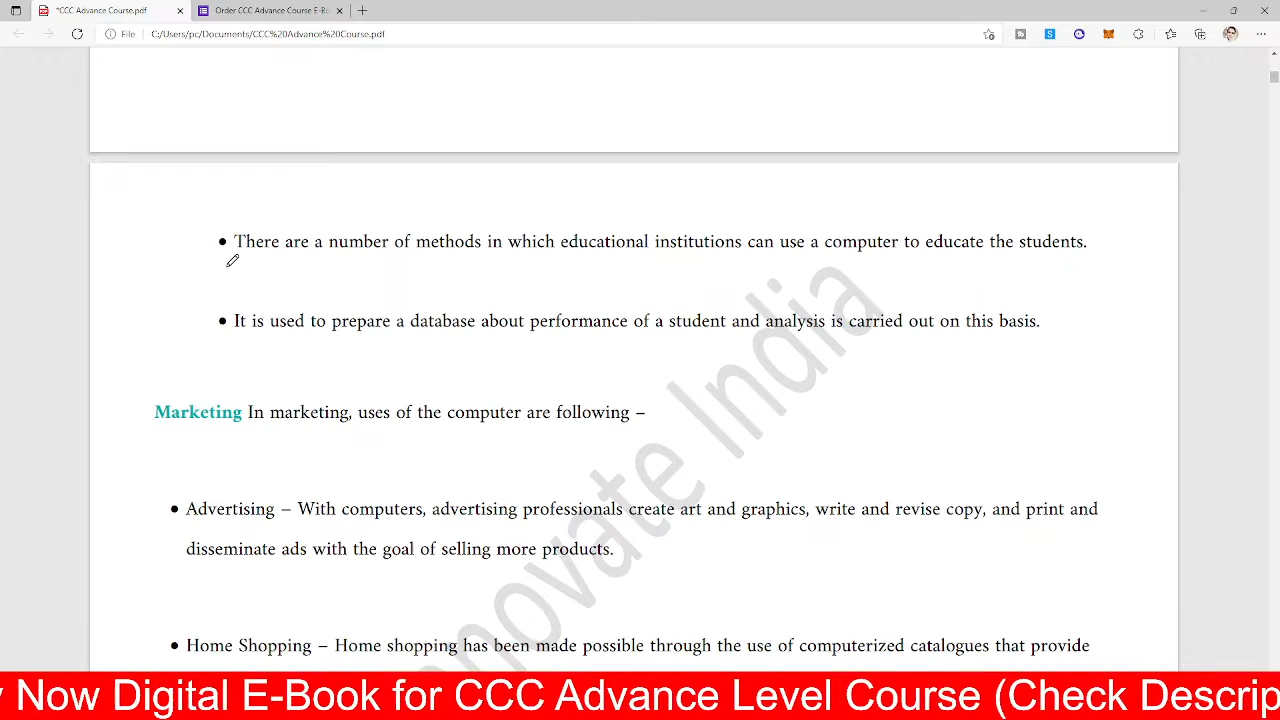 *CCC Advance Course.pdf
Order CCC Advance Course E-Bo
File
C:/Users/pc/Documents/CCC%20Advance%20Course.pdf
• There are a number of methods in which educational institutions can use a computer to educate the students.
• It is used to prepare a database about performance of a student and analysis is carried out on this basis.
Marketing In marketing, uses of the computer are following –
• Advertising – With computers, advertising professionals create art and graphics, write and revise copy, and print and
disseminate ads with the goal of selling more products.
• Home Shopping – Home shopping has been made possible through the use of computerized catalogues that provide
novate India
y Now Digital E-Book for CCC Advance Level Course (Check Descrip